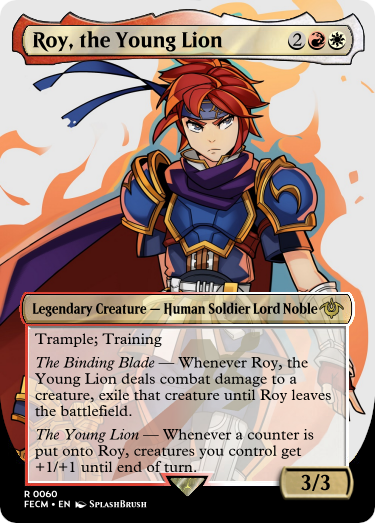 Roy, the Young Lion 2
Legendary Creature — Human Soldier Lord Noble
Trample; Training
The Binding Blade — Whenever Roy, the
Young Lion deals combat damage to a
creature, exile that creature until Roy leaves
the battlefield.
The Young Lion — Whenever a counter is
put onto Roy, creatures you control get
+1/+1 until end of turn.
3/3
R 0060
FECM • EN SplashBrush